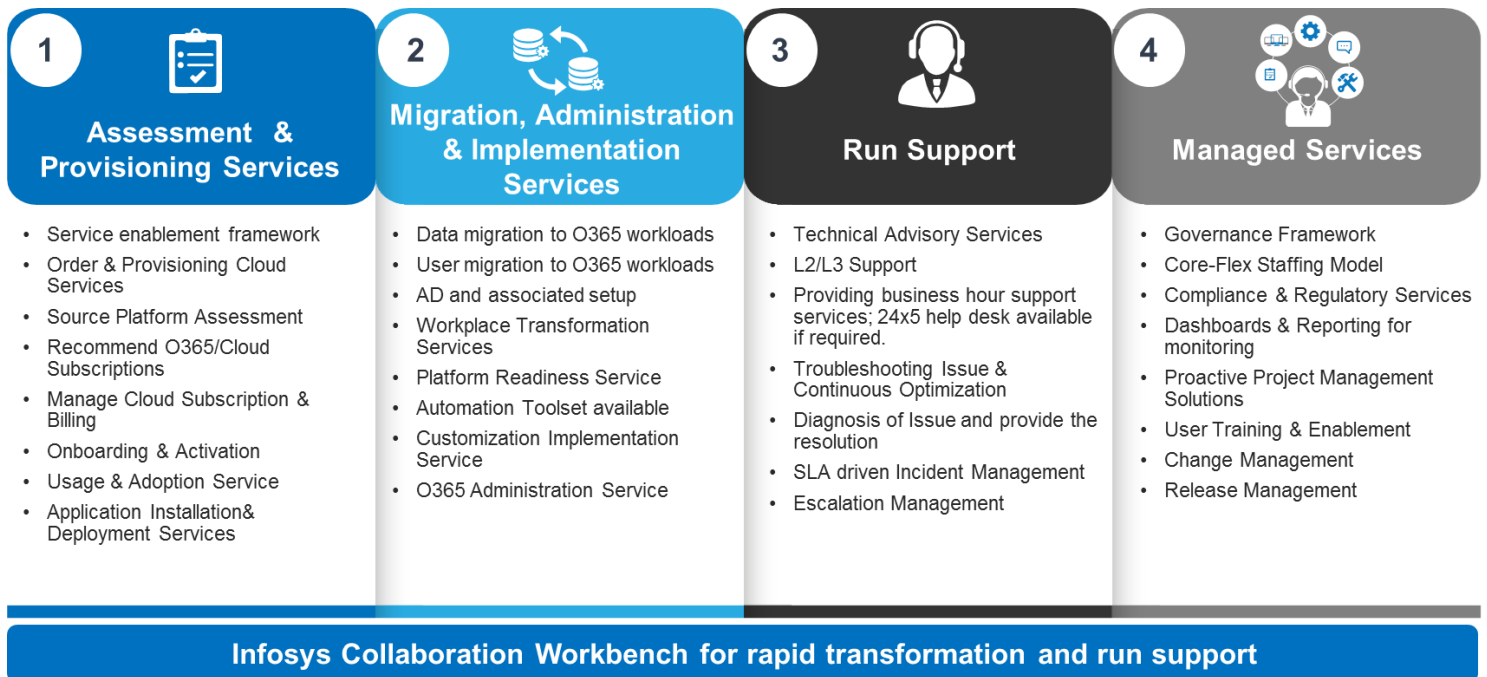 1
Assessment &
Provisioning Services
• Service enablement framework
• Order & Provisioning Cloud
Services
• Source Platform Assessment
• Recommend O365/Cloud
Subscriptions
• Manage Cloud Subscription &
Billing
• Onboarding & Activation
• Usage & Adoption Service
• Application Installation&
Deployment Services
2
Migration, Administration
& Implementation
Services
• Data migration to O365 workloads
• User migration to O365 workloads
• AD and associated setup
• Workplace Transformation
Services
• Platform Readiness Service
• Automation Toolset available
• Customization Implementation
Service
• O365 Administration Service
3
Run Support
• Technical Advisory Services
• L2/L3 Support
• Providing business hour support
services; 24x5 help desk available
if required.
• Troubleshooting Issue &
Continuous Optimization
• Diagnosis of Issue and provide the
resolution
• SLA driven Incident Management
• Escalation Management
4
Managed Services
• Governance Framework
• Core-Flex Staffing Model
• Compliance & Regulatory Services
• Dashboards & Reporting for
monitoring
• Proactive Project Management
Solutions
• User Training & Enablement
• Change Management
• Release Management
Infosys Collaboration Workbench for rapid transformation and run support